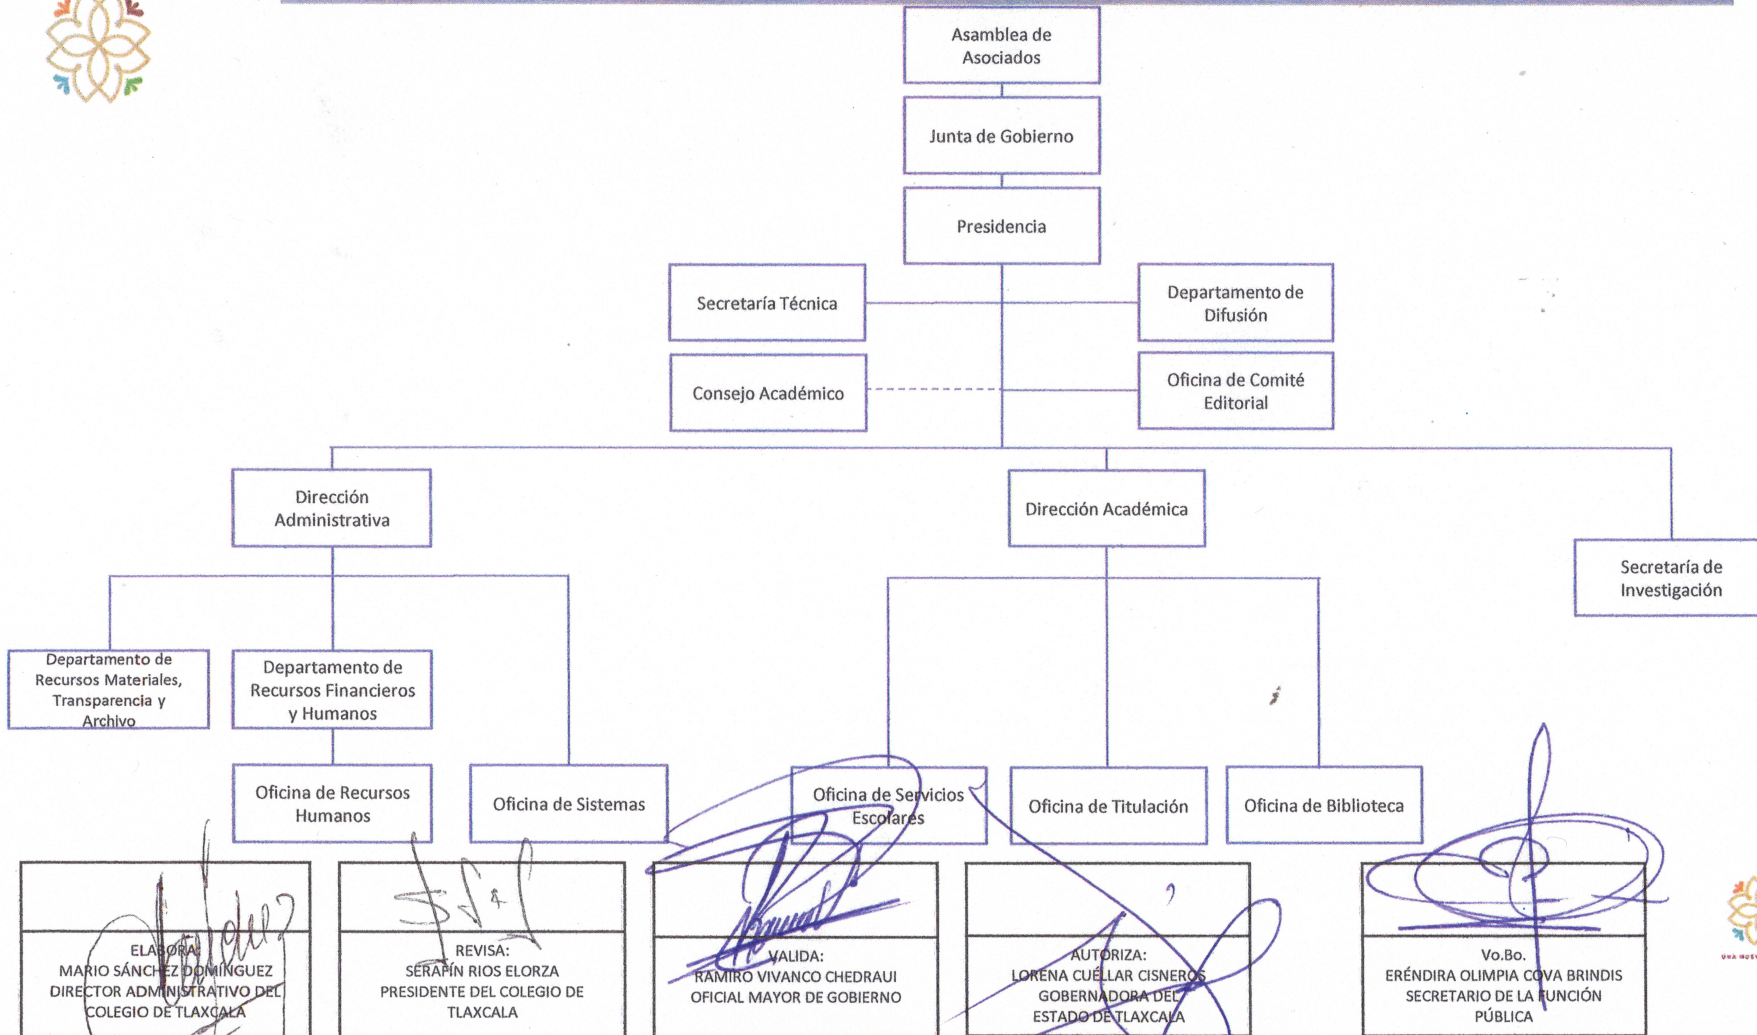 Asamblea de
Asociados
Junta de Gobierno
Presidencia
Secretaría Técnica
Departamento de
Difusión
Consejo Académico
Oficina de Comité
Editorial
Dirección
Administrativa
Dirección Académica
Secretaría de
Investigación
Departamento de
Recursos Materiales,
Transparencia y
Archivo
Departamento de
Recursos Financieros
y Humanos
Oficina de Recursos
Humanos
Oficina de Sistemas
Oficina de Servicios
Escolares
Oficina de Titulación
Oficina de Biblioteca
ELABORA:
MARIO SÁNCHEZ DOMÍNGUEZ
DIRECTOR ADMINISTRATIVO DEL
COLEGIO DE TLAXCALA
REVISA:
SERAFÍN RIOS ELORZA
PRESIDENTE DEL COLEGIO DE
TLAXCALA
VALIDA:
RAMIRO VIVANCO CHEDRAUI
OFICIAL MAYOR DE GOBIERNO
AUTORIZA:
LORENA CUÉLLAR CISNEROS
GOBERNADORA DEL
ESTADO DE TLAXCALA
Vo.Bo.
ERÉNDIRA OLIMPIA COVA BRINDIS
SECRETARIO DE LA FUNCIÓN
PÚBLICA
UNA